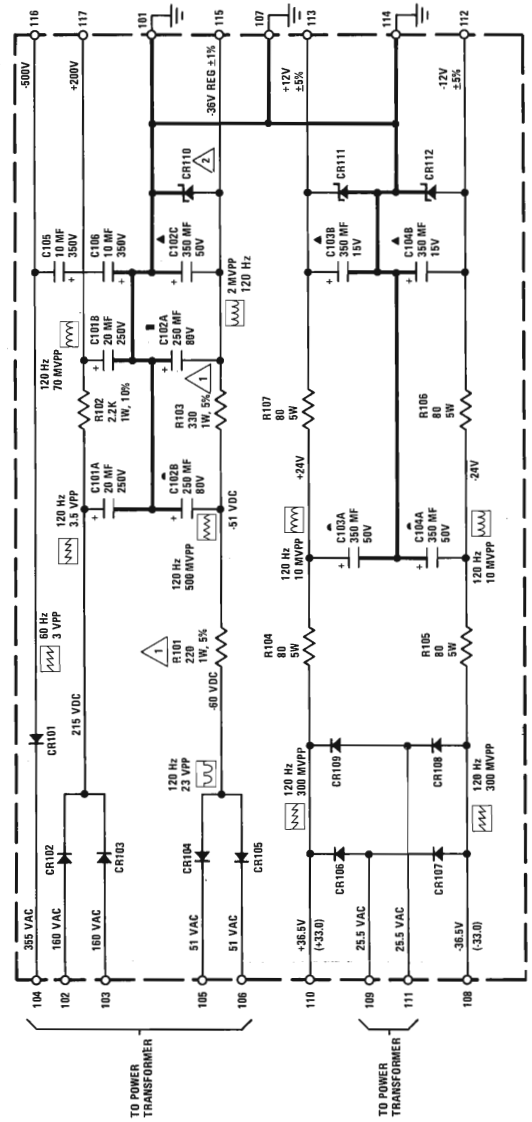 116
-500V
117
+200V
101
115
-36V REG ±1%
107
113
+12V
±5%
114
112
-12V
±5%
C105
10 MF
350V
+
C106
10 MF
350V
+
C102C
350 MF
50V
CR110
2
CR111
CR112
C103B
350 MF
15V
+
C104B
350 MF
15V
+
2 MVPP
120 Hz
120 Hz
70 MVPP
C101B
20 MF
250V
+
C102A
250 MF
80V
+
R102
2.2K
1W, 10%
R103
330
1W, 5%
1
R107
80
5W
R106
80
5W
+24V
-24V
120 Hz
3.5 VPP
C101A
20 MF
250V
+
C102B
250 MF
80V
+
120 Hz
500 MVPP
-51 VDC
120 Hz
10 MVPP
C103A
350 MF
50V
+
C104A
350 MF
50V
+
120 Hz
10 MVPP
1
R101
220
1W, 5%
-60 VDC
R104
80
5W
R105
80
5W
60 Hz
3 VPP
CR101
215 VDC
120 Hz
23 VPP
CR102
CR103
CR104
CR105
120 Hz
300 MVPP
CR109
CR108
CR106
CR107
120 Hz
300 MVPP
355 VAC
160 VAC
160 VAC
51 VAC
51 VAC
+36.5V
(+33.0)
25.5 VAC
25.5 VAC
-36.5V
(-33.0)
104
102
103
105
106
110
109
111
108
TO POWER
TRANSFORMER
TO POWER
TRANSFORMER